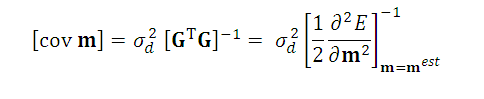 [cov **m**] = σ_d^2 [**G**^T**G**]^{-1} = σ_d^2 [1/2 ∂^2E/∂**m**^2]^{-1}_{**m**=**m**^{est}}